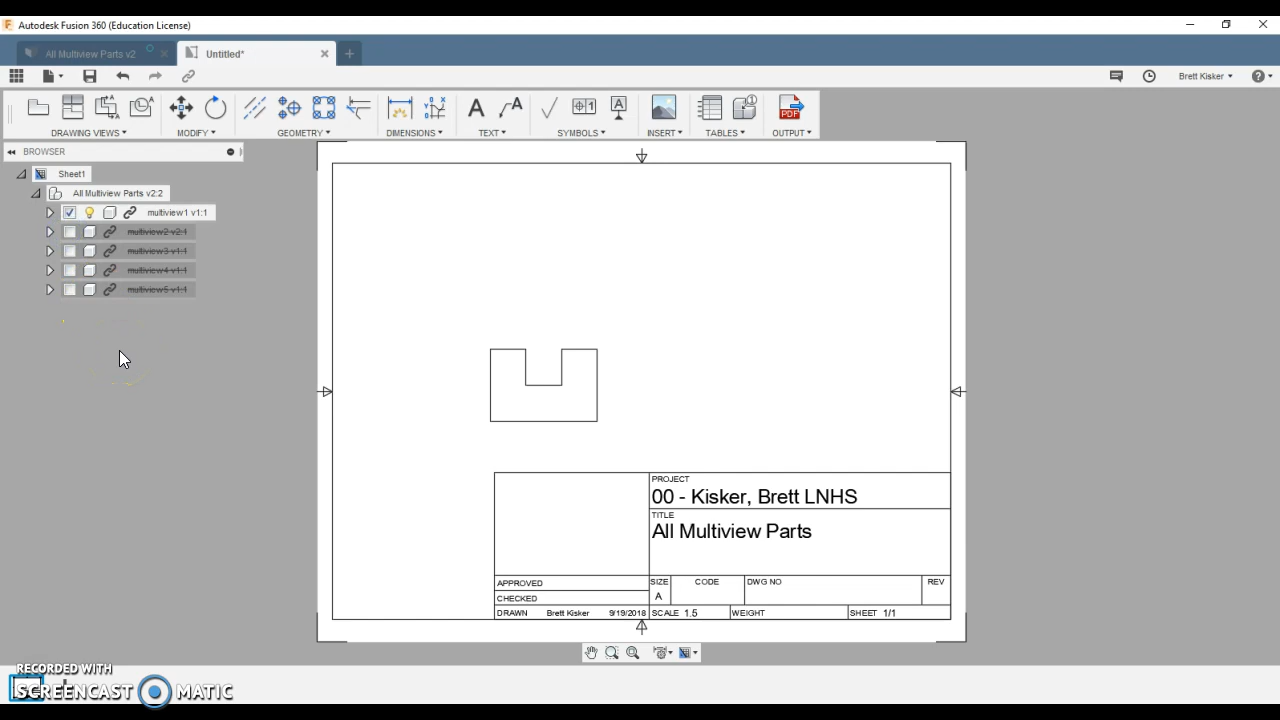 Autodesk Fusion 360 (Education License)
All Multiview Parts v2
Untitled*
Brett Kisker
DRAWING VIEWS
MODIFY
GEOMETRY
DIMENSIONS
TEXT
SYMBOLS
INSERT
TABLES
OUTPUT
PDF
BROWSER
Sheet1
All Multiview Parts v2:2
multiview1 v1:1
multiview2 v2:1
multiview3 v1:1
multiview4 v1:1
multiview5 v1:1
PROJECT
00 - Kisker, Brett LNHS
TITLE
All Multiview Parts
APPROVED
CHECKED
DRAWN Brett Kisker 9/19/2018
SIZE
A
CODE
DWG NO
REV
SCALE 1.5
WEIGHT
SHEET 1/1
RECORDED WITH
SCREENCAST MATIC